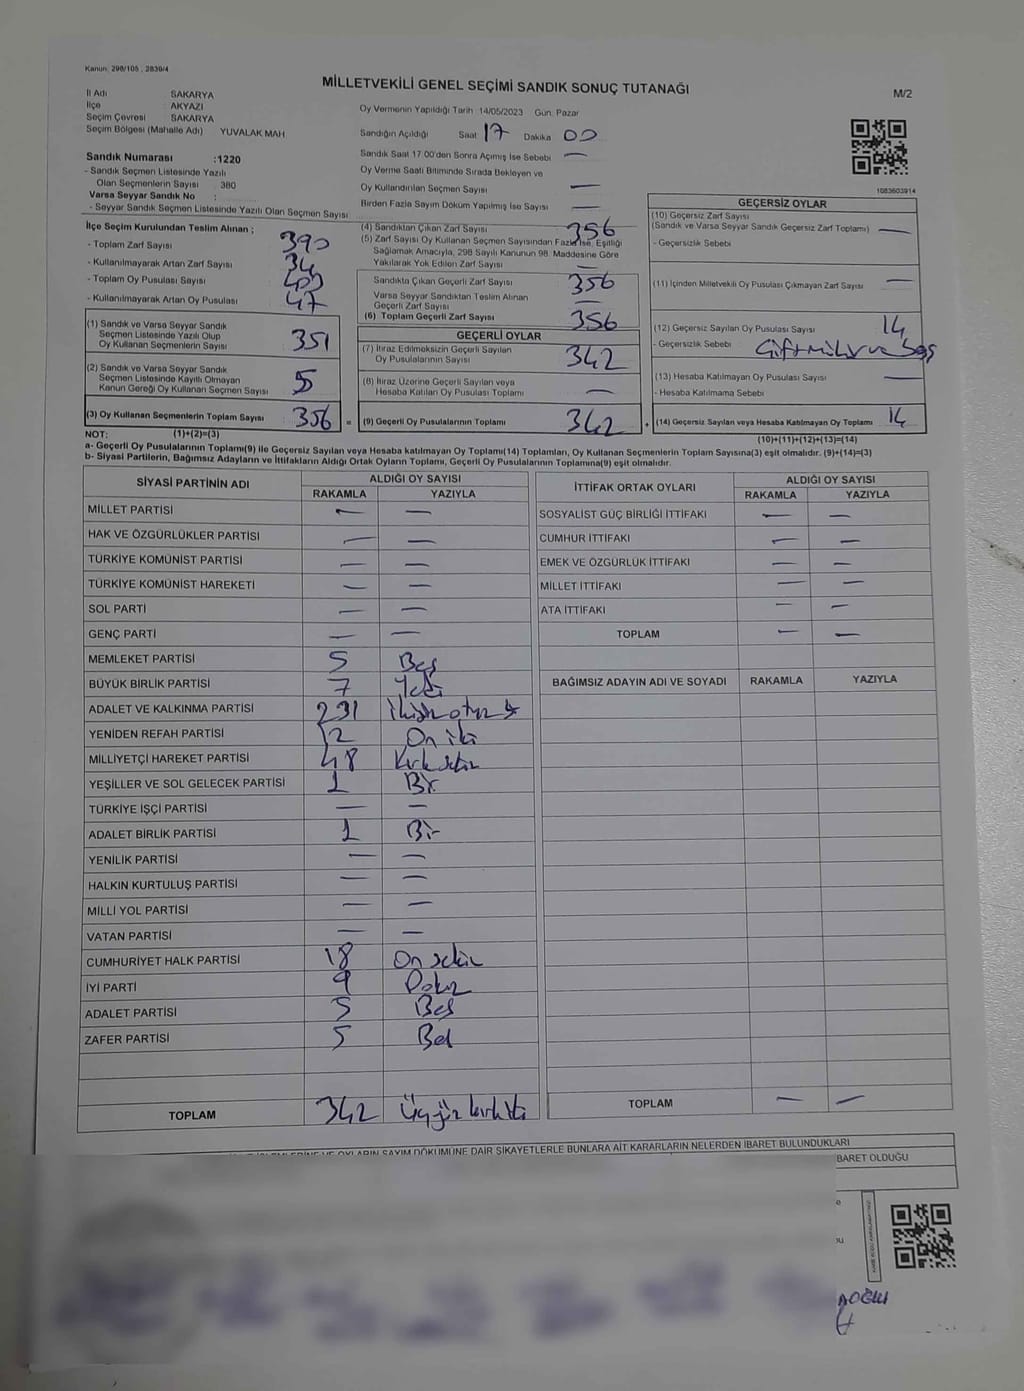 Kanun: 298/105 , 2839/4
MİLLETVEKİLİ GENEL SEÇİMİ SANDIK SONUÇ TUTANAĞI
M/2
İl Adı SAKARYA
İlçe AKYAZI
Seçim Çevresi SAKARYA
Seçim Bölgesi (Mahalle Adı) YUVALAK MAH.
Oy Vermenin Yapıldığı Tarih: 14/05/2023 Gün: Pazar
Sandığın Açıldığı Saat 17 Dakika 00
Sandık Saat 17:00'den Sonra Açılmış İse Sebebi —
Oy Verme Saati Bitiminde Sırada Bekleyen ve
Oy Kullandırılan Seçmen Sayısı —
Birden Fazla Sayım Döküm Yapılmış İse Sayısı —
Sandık Numarası :1220
- Sandık Seçmen Listesinde Yazılı
Olan Seçmenlerin Sayısı : 380
Varsa Seyyar Sandık No :
- Seyyar Sandık Seçmen Listesinde Yazılı Olan Seçmen Sayısı :
1083603914
İlçe Seçim Kurulundan Teslim Alınan ;
- Toplam Zarf Sayısı : 390
- Kullanılmayarak Artan Zarf Sayısı : 34
- Toplam Oy Pusulası Sayısı : 403
- Kullanılmayarak Artan Oy Pusulası : 47
(1) Sandık ve Varsa Seyyar Sandık
Seçmen Listesinde Yazılı Olup
Oy Kullanan Seçmenlerin Sayısı : 351
(2) Sandık ve Varsa Seyyar Sandık
Seçmen Listesinde Kayıtlı Olmayan
Kanun Gereği Oy Kullanan Seçmen Sayısı : 5
(3) Oy Kullanan Seçmenlerin Toplam Sayısı : 356
(1)+(2)=(3)
(4) Sandıktan Çıkan Zarf Sayısı : 356
(5) Zarf Sayısı Oy Kullanan Seçmen Sayısından Fazla İse, Eşitliği
Sağlamak Amacıyla, 298 Sayılı Kanunun 98. Maddesine Göre
Yakılarak Yok Edilen Zarf Sayısı : —
Sandıkta Çıkan Geçerli Zarf Sayısı : 356
Varsa Seyyar Sandıktan Teslim Alınan
Geçerli Zarf Sayısı : —
(6) Toplam Geçerli Zarf Sayısı : 356
GEÇERLİ OYLAR
(7) İtiraz Edilmeksizin Geçerli Sayılan
Oy Pusulalarının Sayısı : 342
(8) İtiraz Üzerine Geçerli Sayılan veya
Hesaba Katılan Oy Pusulası Toplamı : —
= (9) Geçerli Oy Pusulalarının Toplamı : 342
GEÇERSİZ OYLAR
(10) Geçersiz Zarf Sayısı
(Sandık ve Varsa Seyyar Sandık Geçersiz Zarf Toplamı) : —
- Geçersizlik Sebebi :
(11) İçinden Milletvekili Oy Pusulası Çıkmayan Zarf Sayısı : —
(12) Geçersiz Sayılan Oy Pusulası Sayısı : 14
- Geçersizlik Sebebi :
(13) Hesaba Katılmayan Oy Pusulası Sayısı : —
- Hesaba Katılmama Sebebi :
+ (14) Geçersiz Sayılan veya Hesaba Katılmayan Oy Toplamı : 14
(10)+(11)+(12)+(13)=(14)
NOT:
a- Geçerli Oy Pusulalarının Toplamı(9) ile Geçersiz Sayılan veya Hesaba katılmayan Oy Toplamı(14) Toplamları, Oy Kullanan Seçmenlerin Toplam Sayısına(3) eşit olmalıdır. (9)+(14)=(3)
b- Siyasi Partilerin, Bağımsız Adayların ve İttifakların Aldığı Ortak Oyların Toplamı, Geçerli Oy Pusulalarının Toplamına(9) eşit olmalıdır.
SİYASİ PARTİNİN ADI
ALDIĞI OY SAYISI
RAKAMLA YAZIYLA
MİLLET PARTİSİ — —
HAK VE ÖZGÜRLÜKLER PARTİSİ — —
TÜRKİYE KOMÜNİST PARTİSİ — —
TÜRKİYE KOMÜNİST HAREKETİ — —
SOL PARTİ — —
GENÇ PARTİ — —
MEMLEKET PARTİSİ 5 Beş
BÜYÜK BİRLİK PARTİSİ 7 Yedi
ADALET VE KALKINMA PARTİSİ 231
YENİDEN REFAH PARTİSİ 12 On iki
MİLLİYETÇİ HAREKET PARTİSİ 48 Kırk sekiz
YEŞİLLER VE SOL GELECEK PARTİSİ 1 Bir
TÜRKİYE İŞÇİ PARTİSİ — —
ADALET BİRLİK PARTİSİ 1 Bir
YENİLİK PARTİSİ — —
HALKIN KURTULUŞ PARTİSİ — —
MİLLİ YOL PARTİSİ — —
VATAN PARTİSİ — —
CUMHURİYET HALK PARTİSİ 18 On sekiz
İYİ PARTİ 9 Dokuz
ADALET PARTİSİ 5 Beş
ZAFER PARTİSİ 5 Beş
TOPLAM 342 Üçyüz kırk iki
İTTİFAK ORTAK OYLARI
ALDIĞI OY SAYISI
RAKAMLA YAZIYLA
SOSYALİST GÜÇ BİRLİĞİ İTTİFAKI — —
CUMHUR İTTİFAKI — —
EMEK VE ÖZGÜRLÜK İTTİFAKI — —
MİLLET İTTİFAKI — —
ATA İTTİFAKI — —
TOPLAM — —
BAĞIMSIZ ADAYIN ADI VE SOYADI RAKAMLA YAZIYLA
TOPLAM — —
VE OYLARIN SAYIM DÖKÜMÜNE DAİR ŞİKAYETLERLE BUNLARA AİT KARARLARIN NELERDEN İBARET BULUNDUKLARI
BARET OLDUĞU